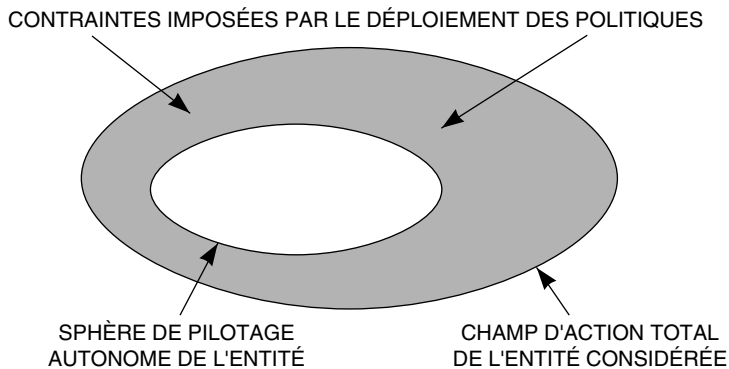 CONTRAINTES IMPOSÉES PAR LE DÉPLOIEMENT DES POLITIQUES
SPHÈRE DE PILOTAGE
AUTONOME DE L'ENTITÉ
CHAMP D'ACTION TOTAL
DE L'ENTITÉ CONSIDÉRÉE